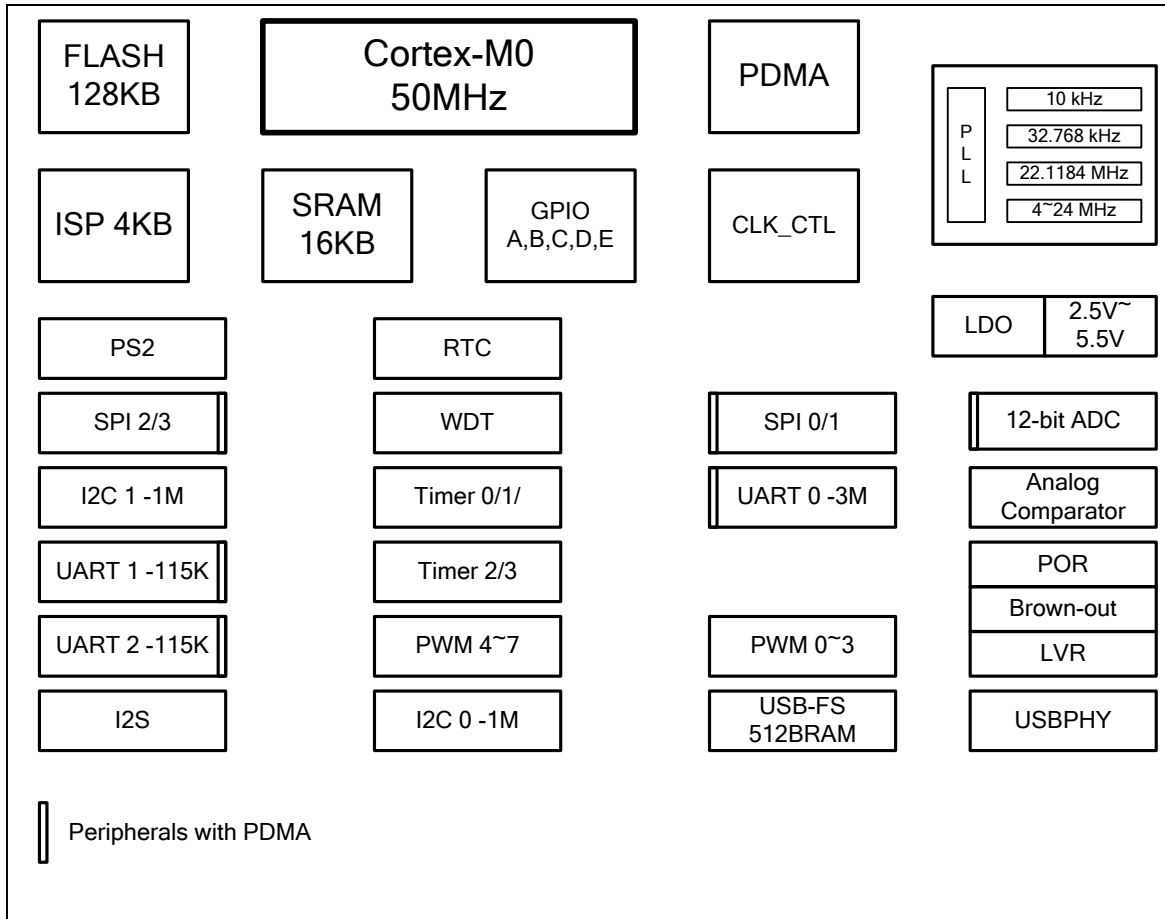 FLASH
128KB
Cortex-M0
50MHz
PDMA
P
L
L
10 kHz
32.768 kHz
22.1184 MHz
4~24 MHz
ISP 4KB
SRAM
16KB
GPIO
A,B,C,D,E
CLK_CTL
LDO
2.5V~
5.5V
PS2
RTC
SPI 2/3
WDT
SPI 0/1
12-bit ADC
I2C 1 -1M
Timer 0/1/
UART 0 -3M
Analog
Comparator
UART 1 -115K
Timer 2/3
POR
Brown-out
UART 2 -115K
PWM 4~7
PWM 0~3
LVR
I2S
I2C 0 -1M
USB-FS
512BRAM
USBPHY
Peripherals with PDMA